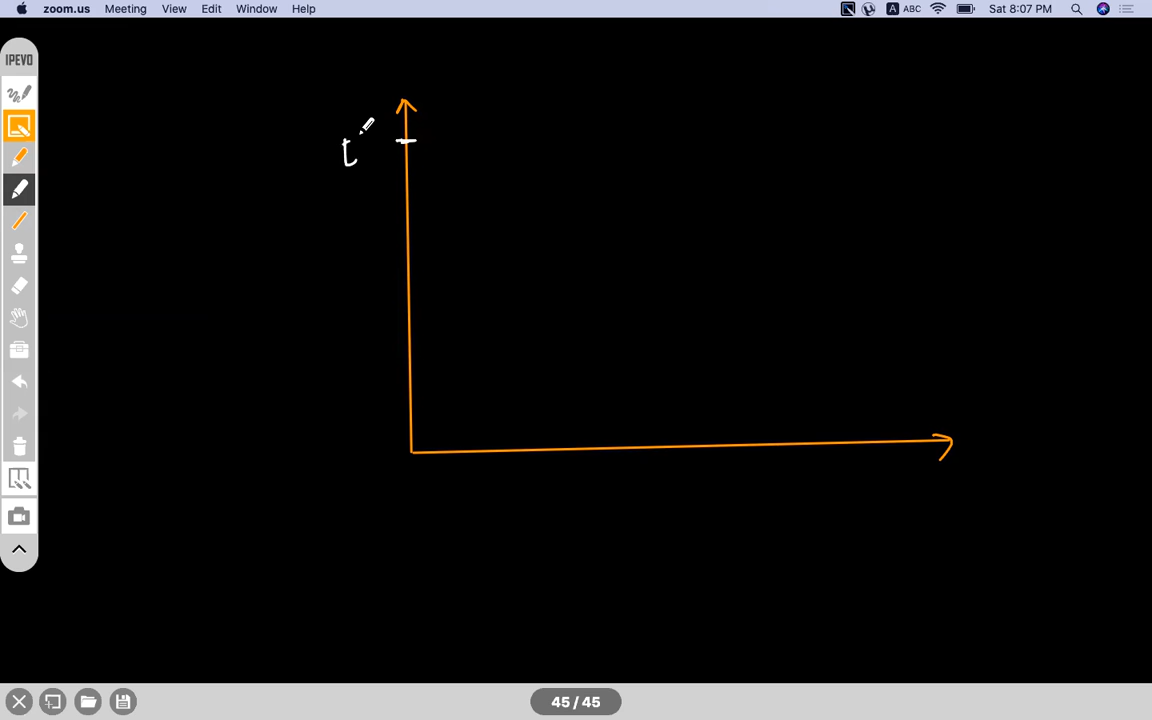 zoom.us Meeting View Edit Window Help A ABC Sat 8:07 PM
IPEVO
t
45 / 45